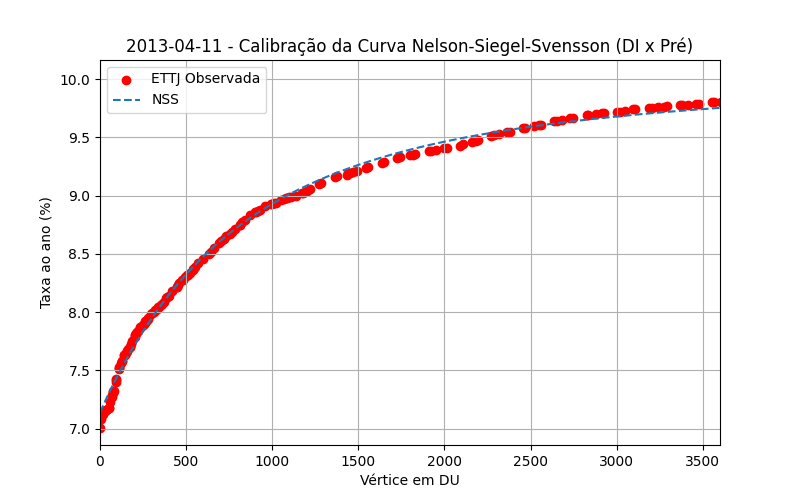 2013-04-11 - Calibração da Curva Nelson-Siegel-Svensson (DI x Pré)
ETTJ Observada
NSS
Taxa ao ano (%)
10.0
9.5
9.0
8.5
8.0
7.5
7.0
0 500 1000 1500 2000 2500 3000 3500
Vértice em DU